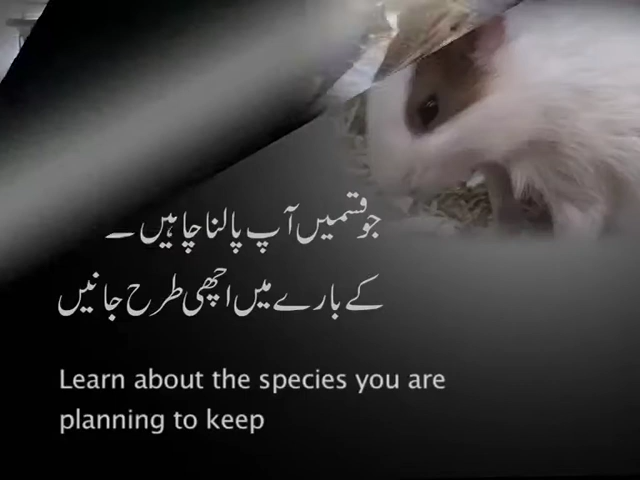 جو قسمیں آپ پالنا چاہیں ۔
کے بارے میں اچھی طرح جانیں
Learn about the species you are
planning to keep